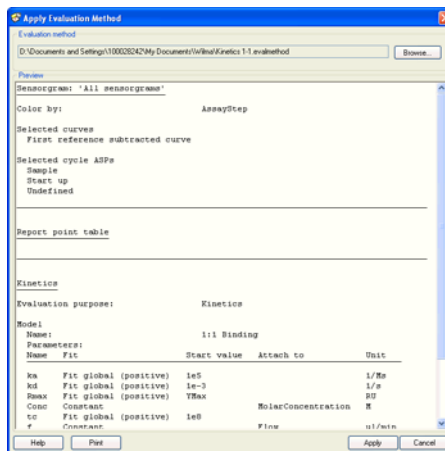 Apply Evaluation Method
Evaluation method
D:\Documents and Settings\100028242\My Documents\Wilma\Kinetics 1-1.evalmethod
Browse...
Preview
Sensorgram: 'All sensorgrams'
Color by: AssayStep
Selected curves
First reference subtracted curve
Selected cycle ASPs
Sample
Start up
Undefined
Report point table
Kinetics
Evaluation purpose: Kinetics
Model
Name: 1:1 Binding
Parameters:
Name Fit Start value Attach to Unit
ka Fit global (positive) 1e5 1/Ms
kd Fit global (positive) 1e-3 1/s
Rmax Fit global (positive) YMax RU
Conc Constant MolarConcentration M
tc Fit global (positive) 1e8
f Constant Flow ul/min
Help Print Apply Cancel